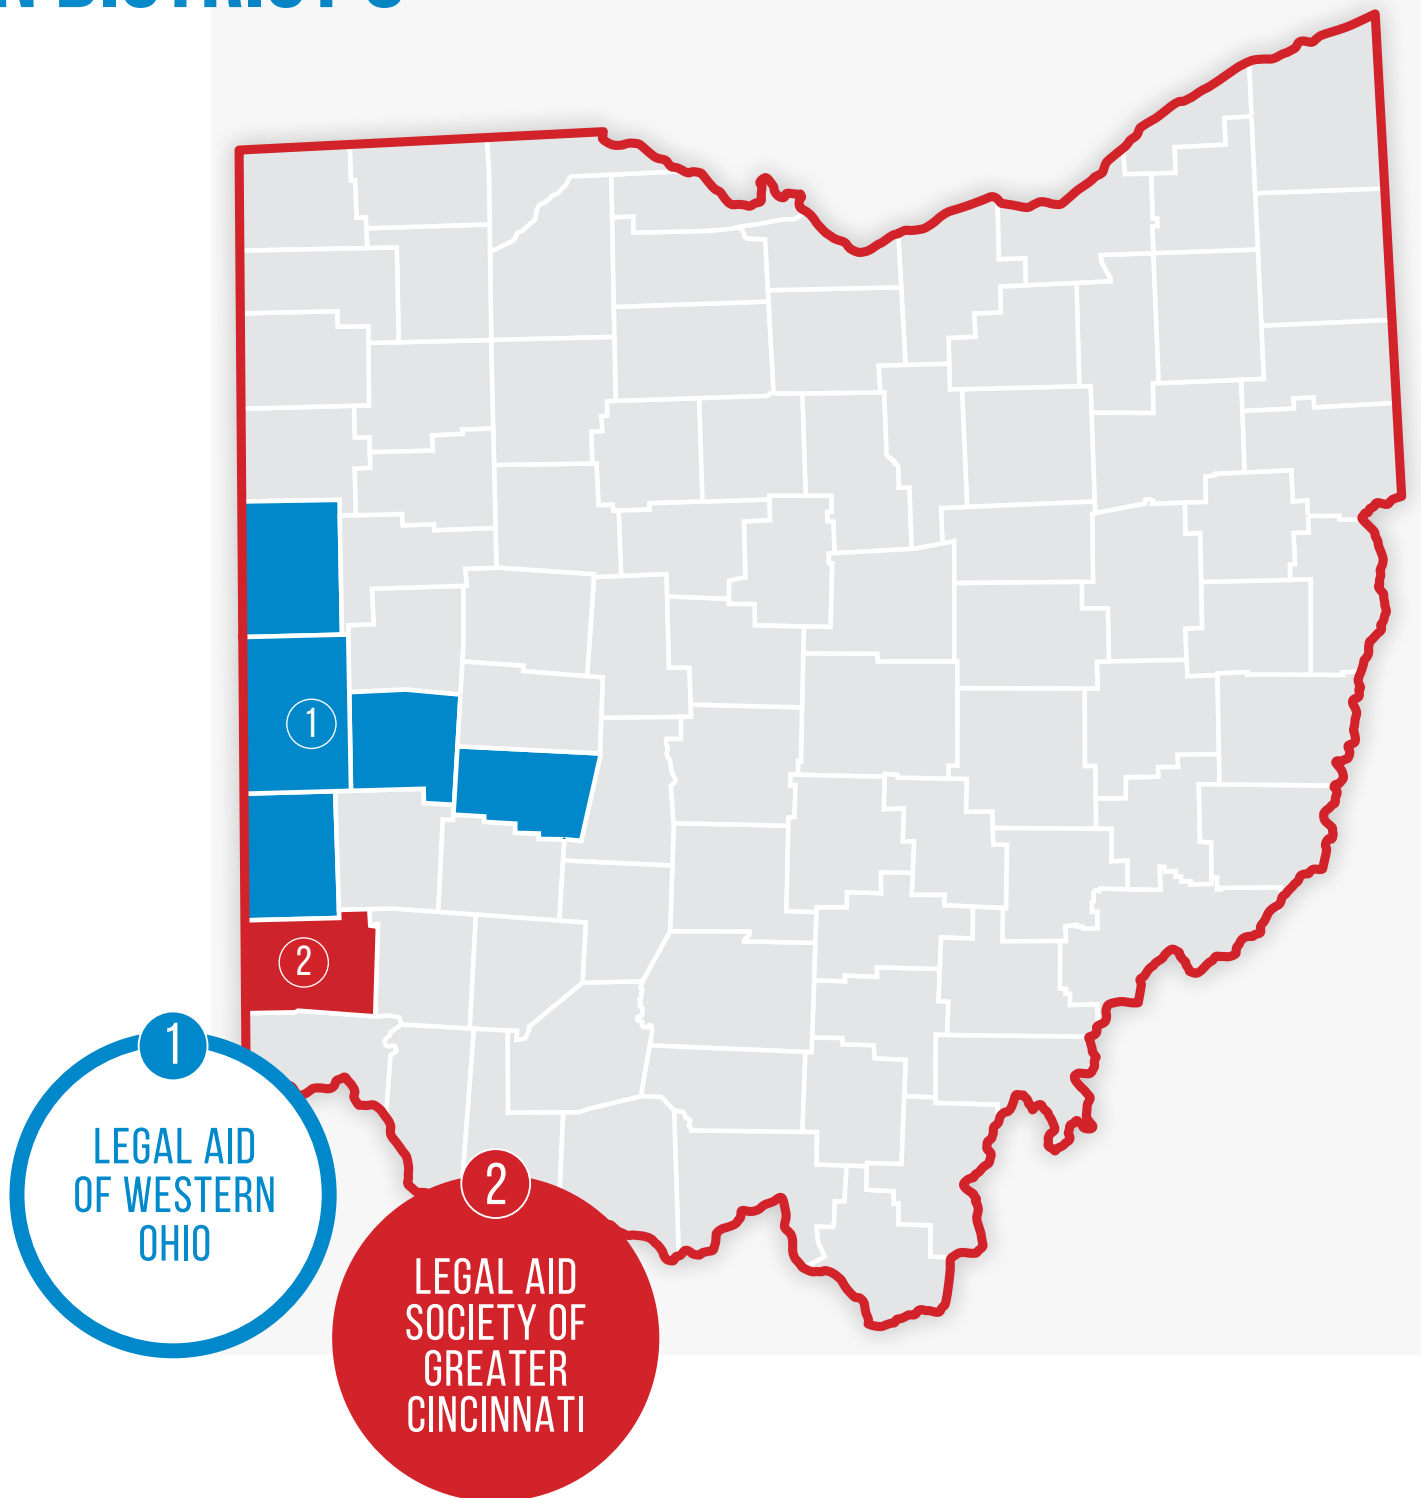 1
2
1
LEGAL AID
OF WESTERN
OHIO
2
LEGAL AID
SOCIETY OF
GREATER
CINCINNATI